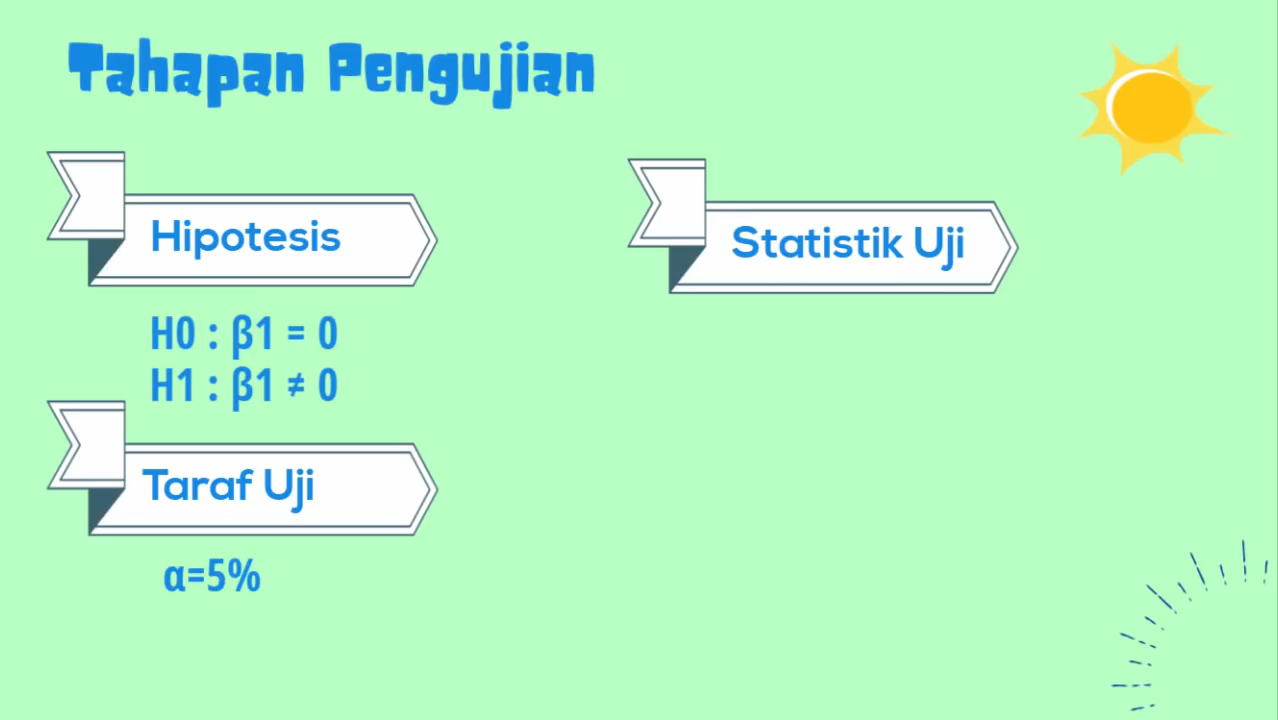 Tahapan Pengujian
Hipotesis
H0 : β1 = 0
H1 : β1 ≠ 0
Taraf Uji
α=5%
Statistik Uji